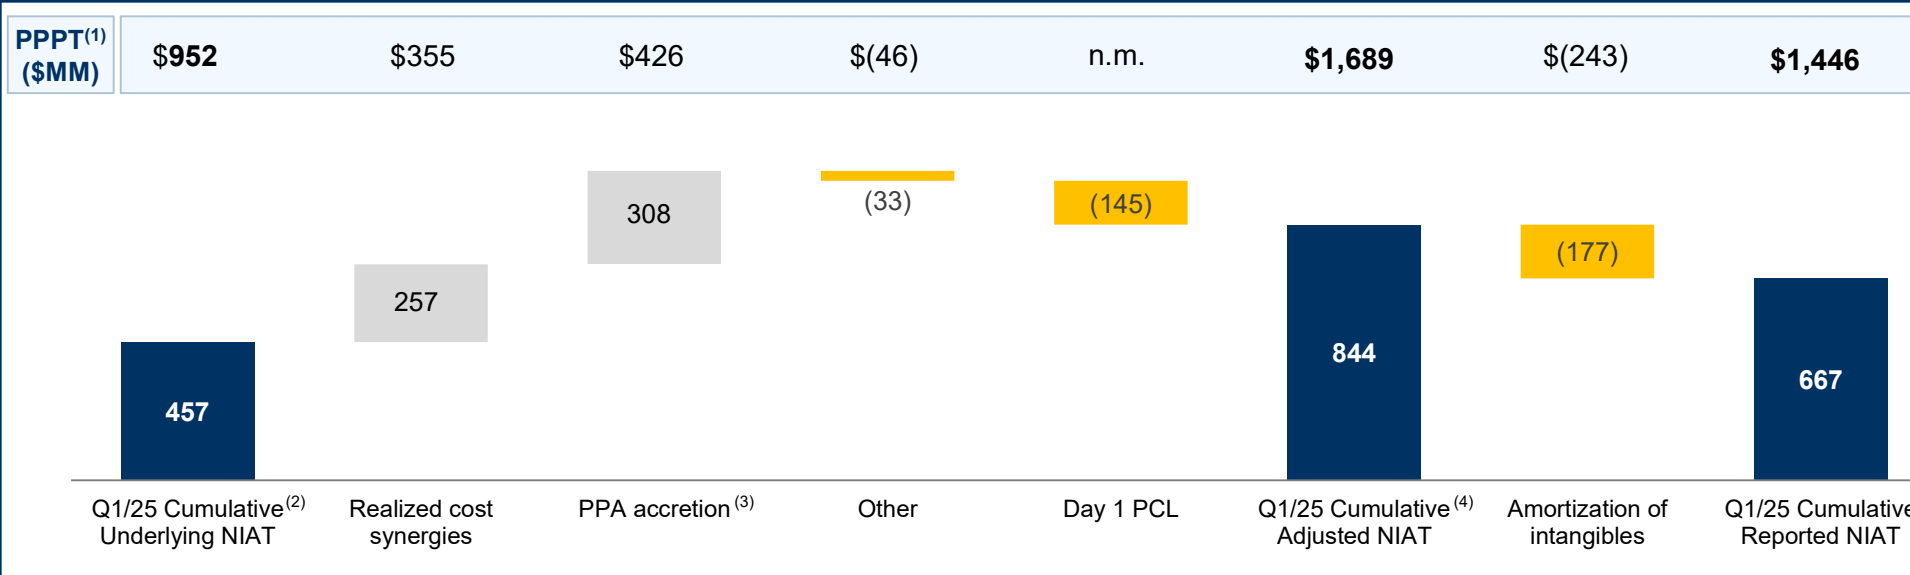 PPPT(1)
($MM)
$952 $355 $426 $(46) n.m. $1,689 $(243) $1,446
308
(33)
(145)
(177)
257
844
667
457
Q1/25 Cumulative(2)
Underlying NIAT
Realized cost
synergies
PPA accretion(3)
Other
Day 1 PCL
Q1/25 Cumulative(4)
Adjusted NIAT
Amortization of
intangibles
Q1/25 Cumulative
Reported NIAT